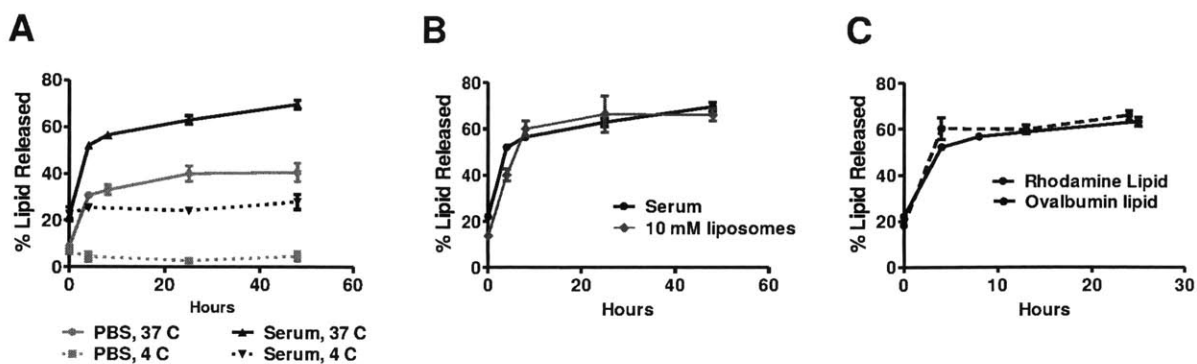 A
% Lipid Released
80
60
40
20
0
0 20 40 60
Hours
PBS, 37 C
Serum, 37 C
PBS, 4 C
Serum, 4 C
B
% Lipid Released
80
60
40
20
0
0 20 40 60
Hours
Serum
10 mM liposomes
C
% Lipid Released
80
60
40
20
0
0 10 20 30
Hours
Rhodamine Lipid
Ovalbumin lipid